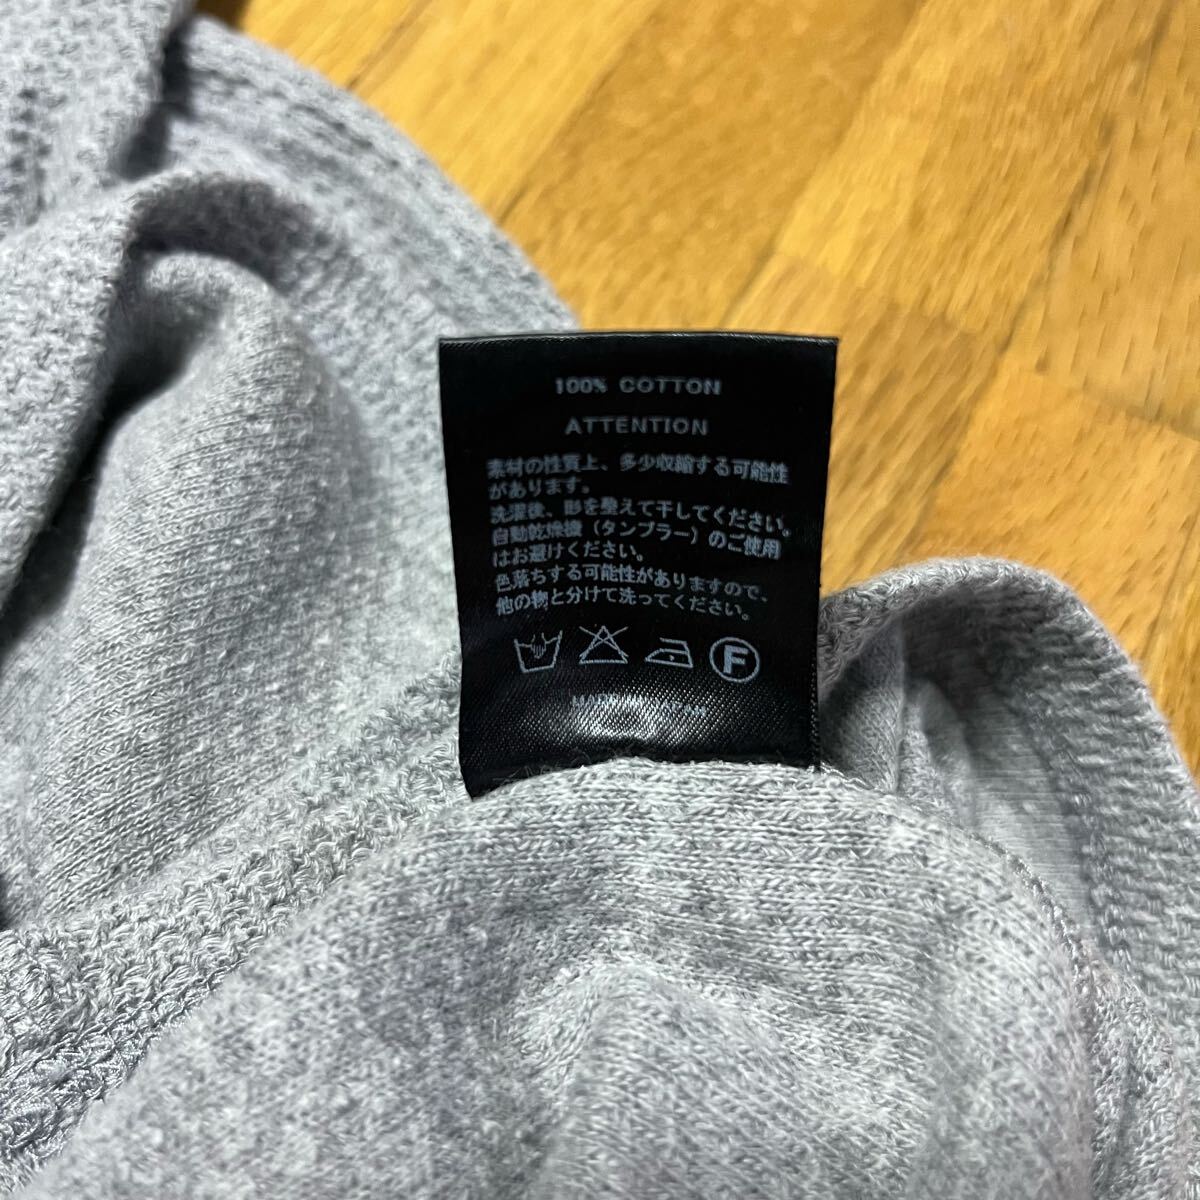 100% COTTON
ATTENTION
素材の性質上、多少収縮する可能性
があります。
洗濯後、形を整えて干してください。
自動乾燥機（タンブラー）のご使用
はお避けください。
色落ちする可能性がありますので、
他の物と分けて洗ってください。
F
MADE IN JAPAN